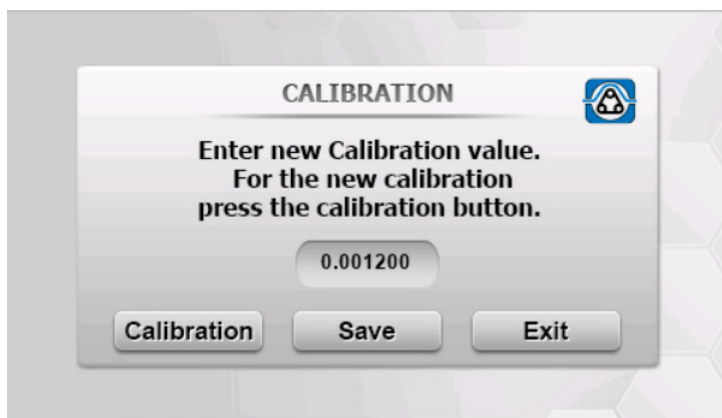 CALIBRATION
Enter new Calibration value.
For the new calibration
press the calibration button.
0.001200
Calibration Save Exit